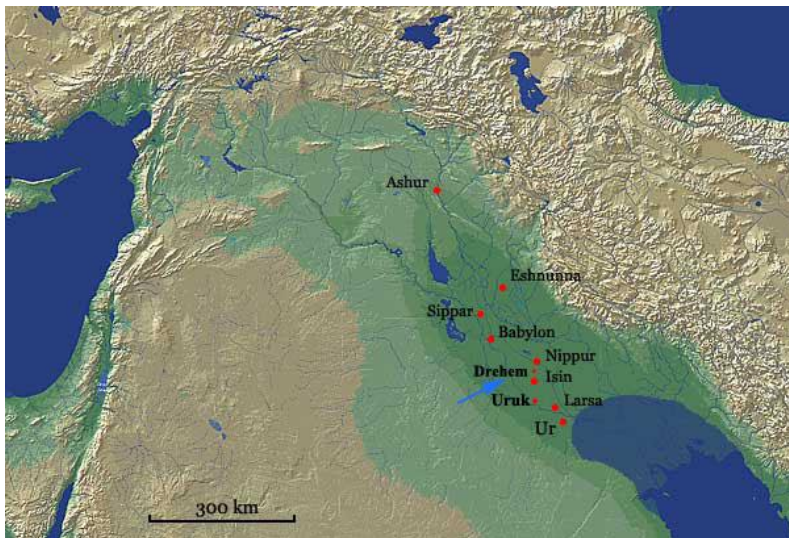 Ashur
Eshnunna
Sippar
Babylon
Nippur
Drehem
Isin
Uruk
Larsa
Ur
300 km